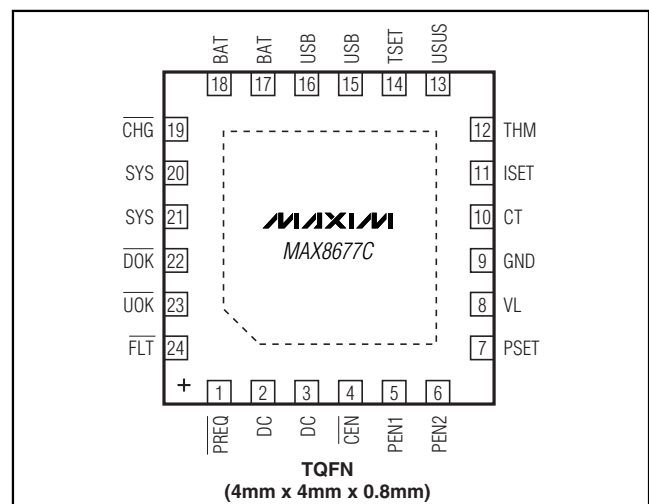 BAT BAT USB USB TSET USUS
18 17 16 15 14 13
CHG 19
SYS 20
SYS 21
DOK 22
UOK 23
FLT 24
12 THM
11 ISET
10 CT
9 GND
8 VL
7 PSET
MAXIM
MAX8677C
+
1 2 3 4 5 6
PREQ DC DC CEN PEN1 PEN2
TQFN
(4mm x 4mm x 0.8mm)